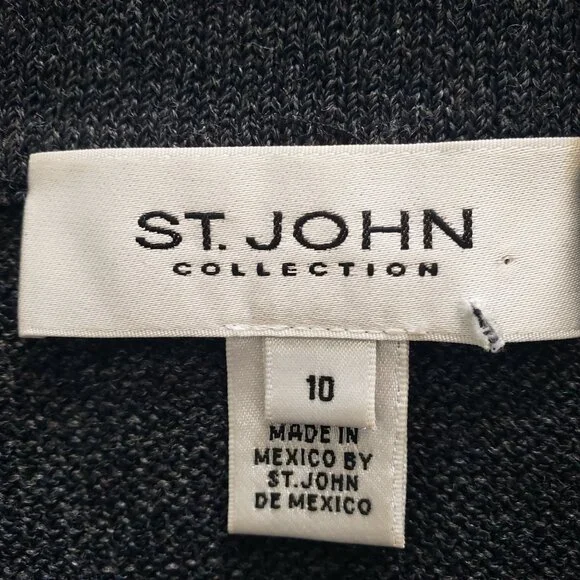 ST. JOHN
COLLECTION
10
MADE IN
MEXICO BY
ST. JOHN
DE MEXICO